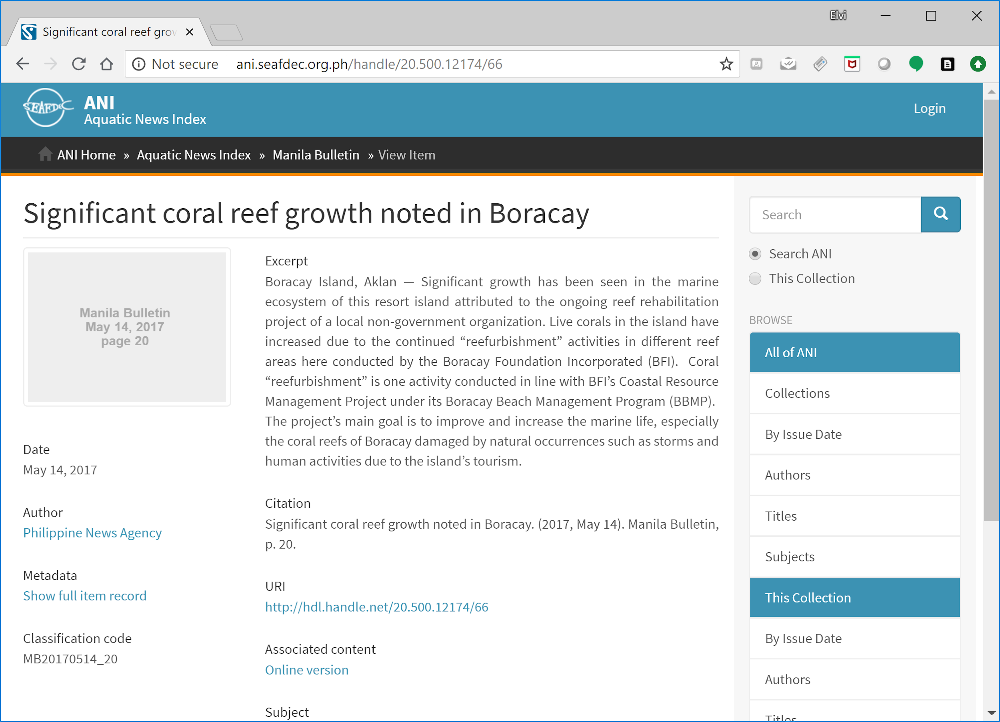 Elvi
Significant coral reef grow
Not secure
ani.seafdec.org.ph/handle/20.500.12174/66
SEAFDEC
ANI
Aquatic News Index
Login
ANI Home » Aquatic News Index » Manila Bulletin » View Item
Significant coral reef growth noted in Boracay
Manila Bulletin
May 14, 2017
page 20
Date
May 14, 2017
Author
Philippine News Agency
Metadata
Show full item record
Classification code
MB20170514_20
Excerpt
Boracay Island, Aklan — Significant growth has been seen in the marine
ecosystem of this resort island attributed to the ongoing reef rehabilitation
project of a local non-government organization. Live corals in the island have
increased due to the continued “reefurbishment” activities in different reef
areas here conducted by the Boracay Foundation Incorporated (BFI). Coral
“reefurbishment” is one activity conducted in line with BFI’s Coastal Resource
Management Project under its Boracay Beach Management Program (BBMP).
The project’s main goal is to improve and increase the marine life, especially
the coral reefs of Boracay damaged by natural occurrences such as storms and
human activities due to the island’s tourism.
Citation
Significant coral reef growth noted in Boracay. (2017, May 14). Manila Bulletin,
p. 20.
URI
http://hdl.handle.net/20.500.12174/66
Associated content
Online version
Subject
Search
Search ANI
This Collection
BROWSE
All of ANI
Collections
By Issue Date
Authors
Titles
Subjects
This Collection
By Issue Date
Authors
Titles